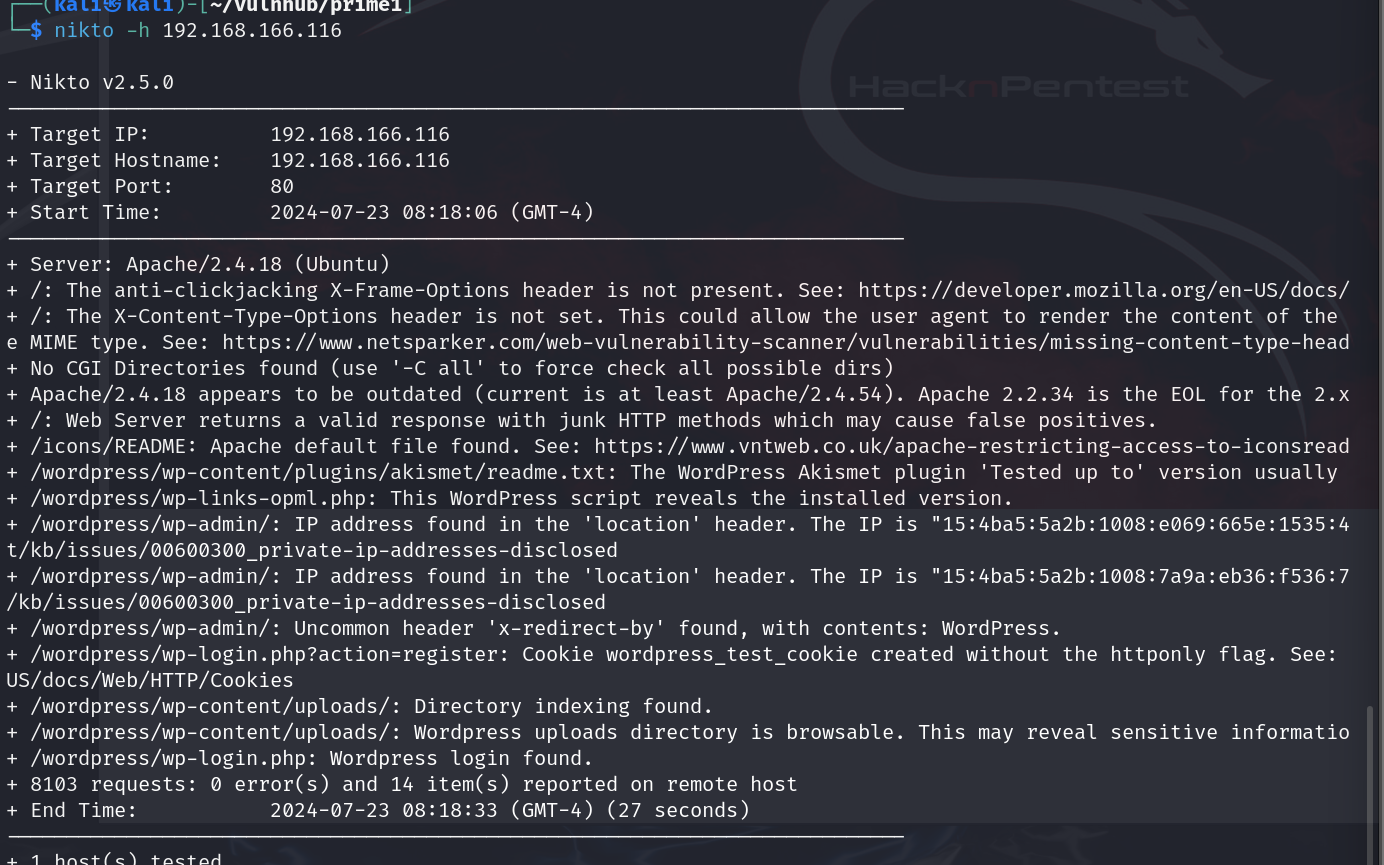 ┌──(kali㉿kali)-[~/vulnhub/prime1]
└─$ nikto -h 192.168.166.116
HacknPentest
- Nikto v2.5.0
+ Target IP:          192.168.166.116
+ Target Hostname:    192.168.166.116
+ Target Port:        80
+ Start Time:         2024-07-23 08:18:06 (GMT-4)
+ Server: Apache/2.4.18 (Ubuntu)
+ /: The anti-clickjacking X-Frame-Options header is not present. See: https://developer.mozilla.org/en-US/docs/
+ /: The X-Content-Type-Options header is not set. This could allow the user agent to render the content of the
e MIME type. See: https://www.netsparker.com/web-vulnerability-scanner/vulnerabilities/missing-content-type-head
+ No CGI Directories found (use '-C all' to force check all possible dirs)
+ Apache/2.4.18 appears to be outdated (current is at least Apache/2.4.54). Apache 2.2.34 is the EOL for the 2.x
+ /: Web Server returns a valid response with junk HTTP methods which may cause false positives.
+ /icons/README: Apache default file found. See: https://www.vntweb.co.uk/apache-restricting-access-to-iconsread
+ /wordpress/wp-content/plugins/akismet/readme.txt: The WordPress Akismet plugin 'Tested up to' version usually
+ /wordpress/wp-links-opml.php: This WordPress script reveals the installed version.
+ /wordpress/wp-admin/: IP address found in the 'location' header. The IP is "15:4ba5:5a2b:1008:e069:665e:1535:4
t/kb/issues/00600300_private-ip-addresses-disclosed
+ /wordpress/wp-admin/: IP address found in the 'location' header. The IP is "15:4ba5:5a2b:1008:7a9a:eb36:f536:7
/kb/issues/00600300_private-ip-addresses-disclosed
+ /wordpress/wp-admin/: Uncommon header 'x-redirect-by' found, with contents: WordPress.
+ /wordpress/wp-login.php?action=register: Cookie wordpress_test_cookie created without the httponly flag. See:
US/docs/Web/HTTP/Cookies
+ /wordpress/wp-content/uploads/: Directory indexing found.
+ /wordpress/wp-content/uploads/: Wordpress uploads directory is browsable. This may reveal sensitive informatio
+ /wordpress/wp-login.php: Wordpress login found.
+ 8103 requests: 0 error(s) and 14 item(s) reported on remote host
+ End Time:           2024-07-23 08:18:33 (GMT-4) (27 seconds)
+ 1 host(s) tested